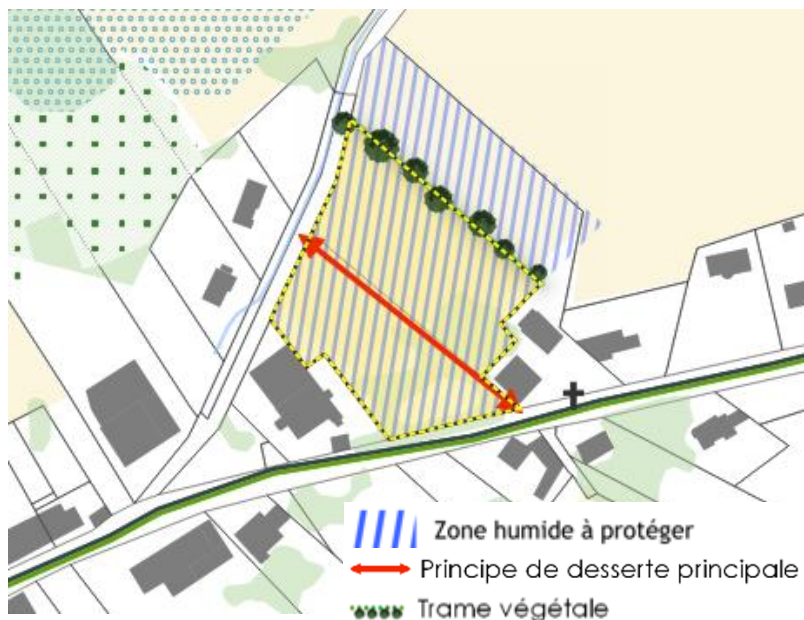 Zone humide à protéger
Principe de desserte principale
Trame végétale